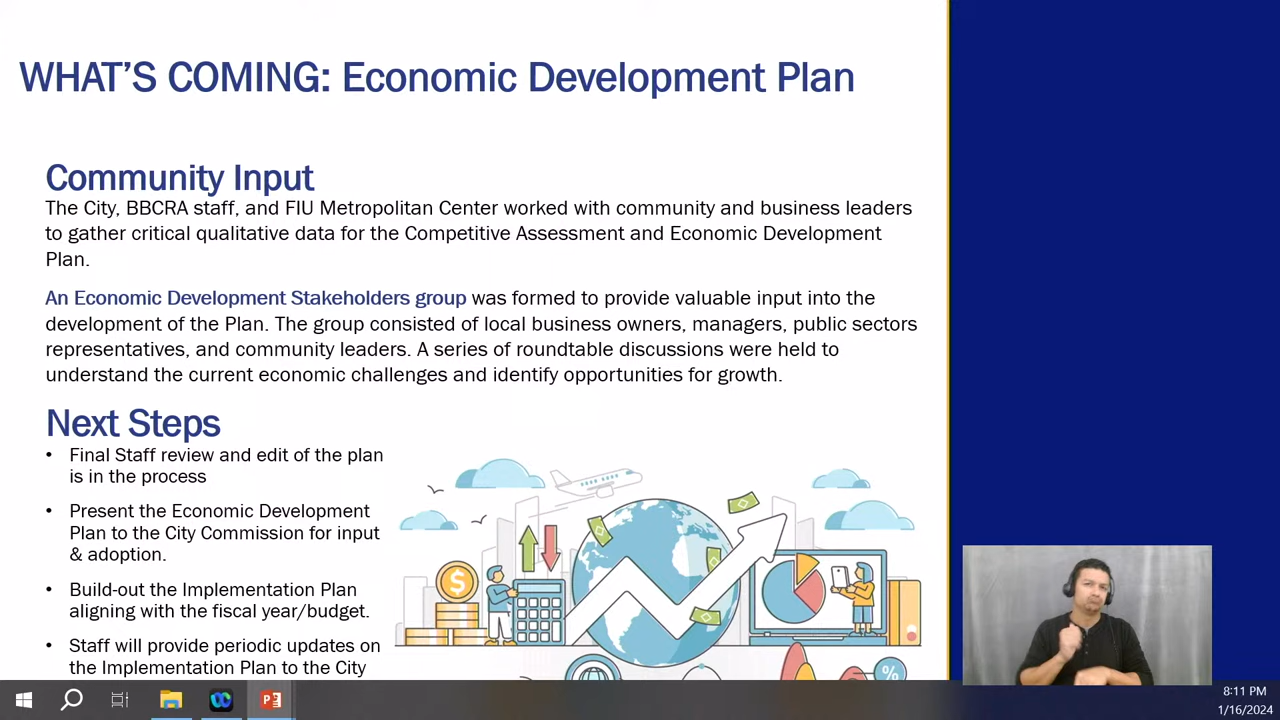 WHAT'S COMING: Economic Development Plan
Community Input
The City, BBCRA staff, and FIU Metropolitan Center worked with community and business leaders
to gather critical qualitative data for the Competitive Assessment and Economic Development
Plan.
An Economic Development Stakeholders group was formed to provide valuable input into the
development of the Plan. The group consisted of local business owners, managers, public sectors
representatives, and community leaders. A series of roundtable discussions were held to
understand the current economic challenges and identify opportunities for growth.
Next Steps
• Final Staff review and edit of the plan
is in the process
• Present the Economic Development
Plan to the City Commission for input
& adoption.
• Build-out the Implementation Plan
aligning with the fiscal year/budget.
• Staff will provide periodic updates on
the Implementation Plan to the City
$
%
8:11 PM
1/16/2024